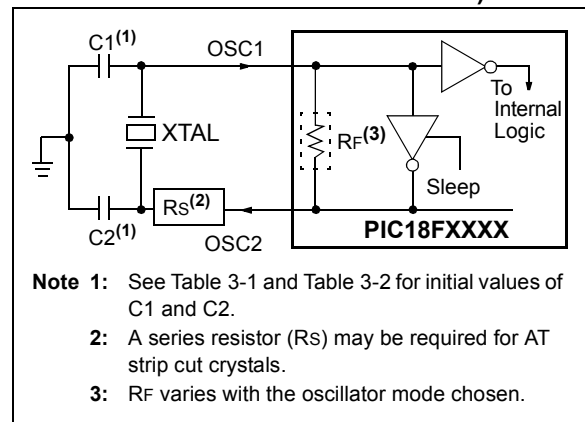 C1(1)
OSC1
To
Internal
Logic
XTAL
RF(3)
Sleep
RS(2)
C2(1)
OSC2
PIC18FXXXX
Note 1: See Table 3-1 and Table 3-2 for initial values of
C1 and C2.
2: A series resistor (RS) may be required for AT
strip cut crystals.
3: RF varies with the oscillator mode chosen.